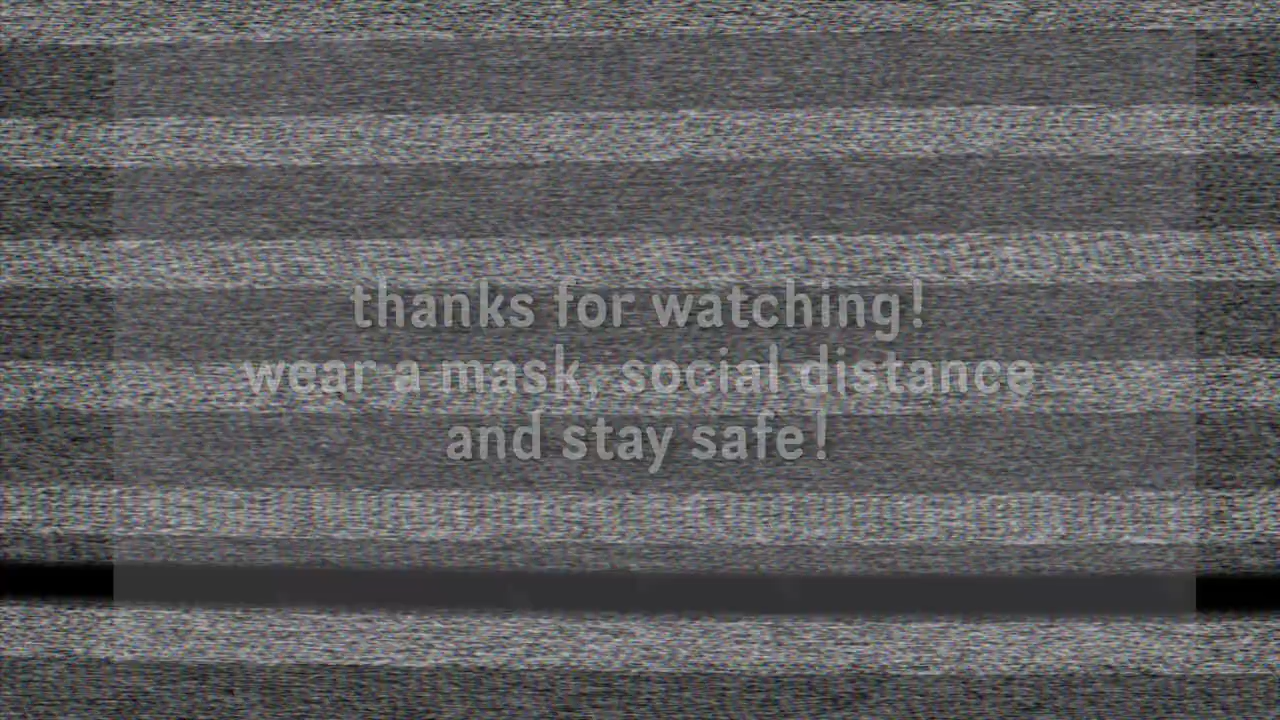 thanks for watching!
wear a mask, social distance
and stay safe!